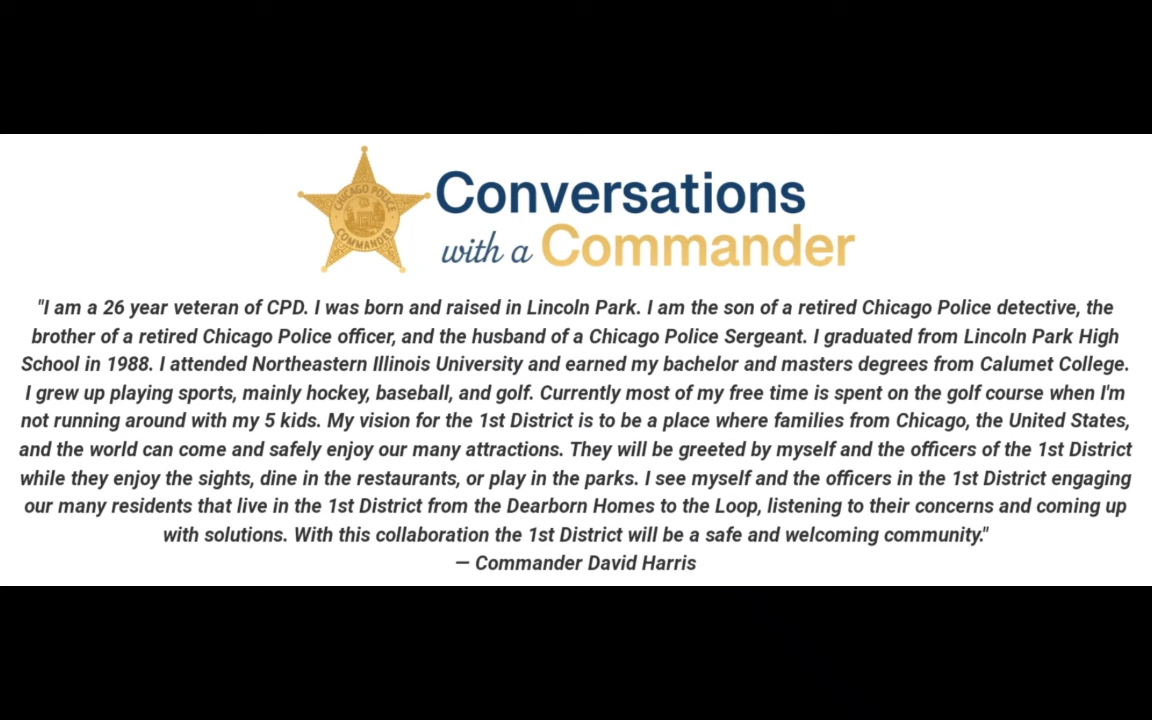 CHICAGO POLICE
COMMANDER
Conversations
with a Commander
"I am a 26 year veteran of CPD. I was born and raised in Lincoln Park. I am the son of a retired Chicago Police detective, the
brother of a retired Chicago Police officer, and the husband of a Chicago Police Sergeant. I graduated from Lincoln Park High
School in 1988. I attended Northeastern Illinois University and earned my bachelor and masters degrees from Calumet College.
I grew up playing sports, mainly hockey, baseball, and golf. Currently most of my free time is spent on the golf course when I'm
not running around with my 5 kids. My vision for the 1st District is to be a place where families from Chicago, the United States,
and the world can come and safely enjoy our many attractions. They will be greeted by myself and the officers of the 1st District
while they enjoy the sights, dine in the restaurants, or play in the parks. I see myself and the officers in the 1st District engaging
our many residents that live in the 1st District from the Dearborn Homes to the Loop, listening to their concerns and coming up
with solutions. With this collaboration the 1st District will be a safe and welcoming community."
— Commander David Harris